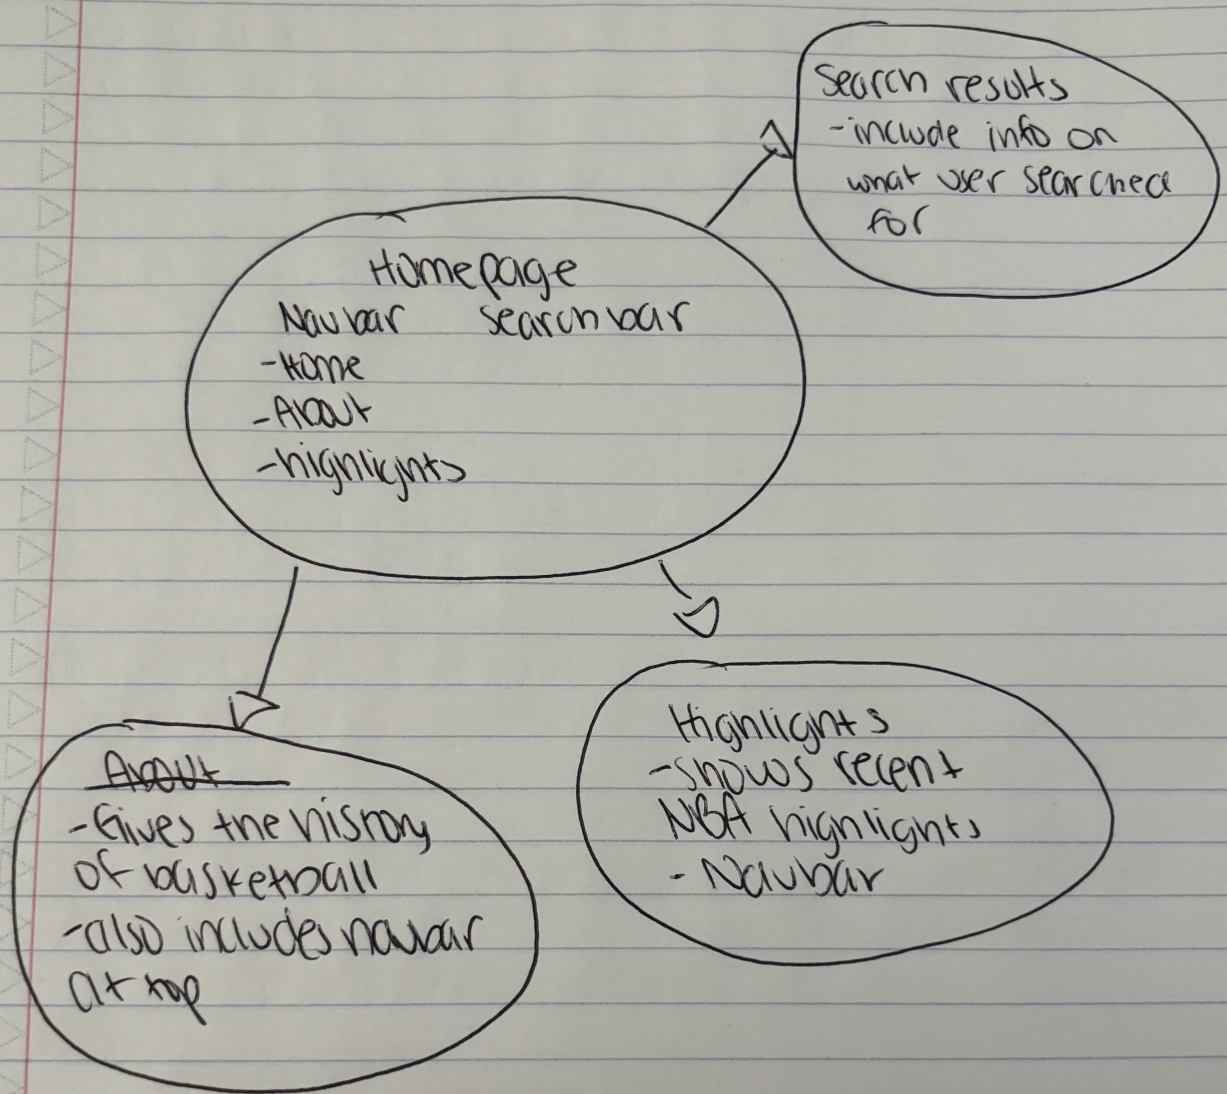 Search results
-include info on
what user searched
for
Homepage
Navbar searchbar
-Home
-About
-highlights
About
-Gives the history
of basketball
-also includes navbar
at top
Highlights
-shows recent
NBA highlights
- Navbar